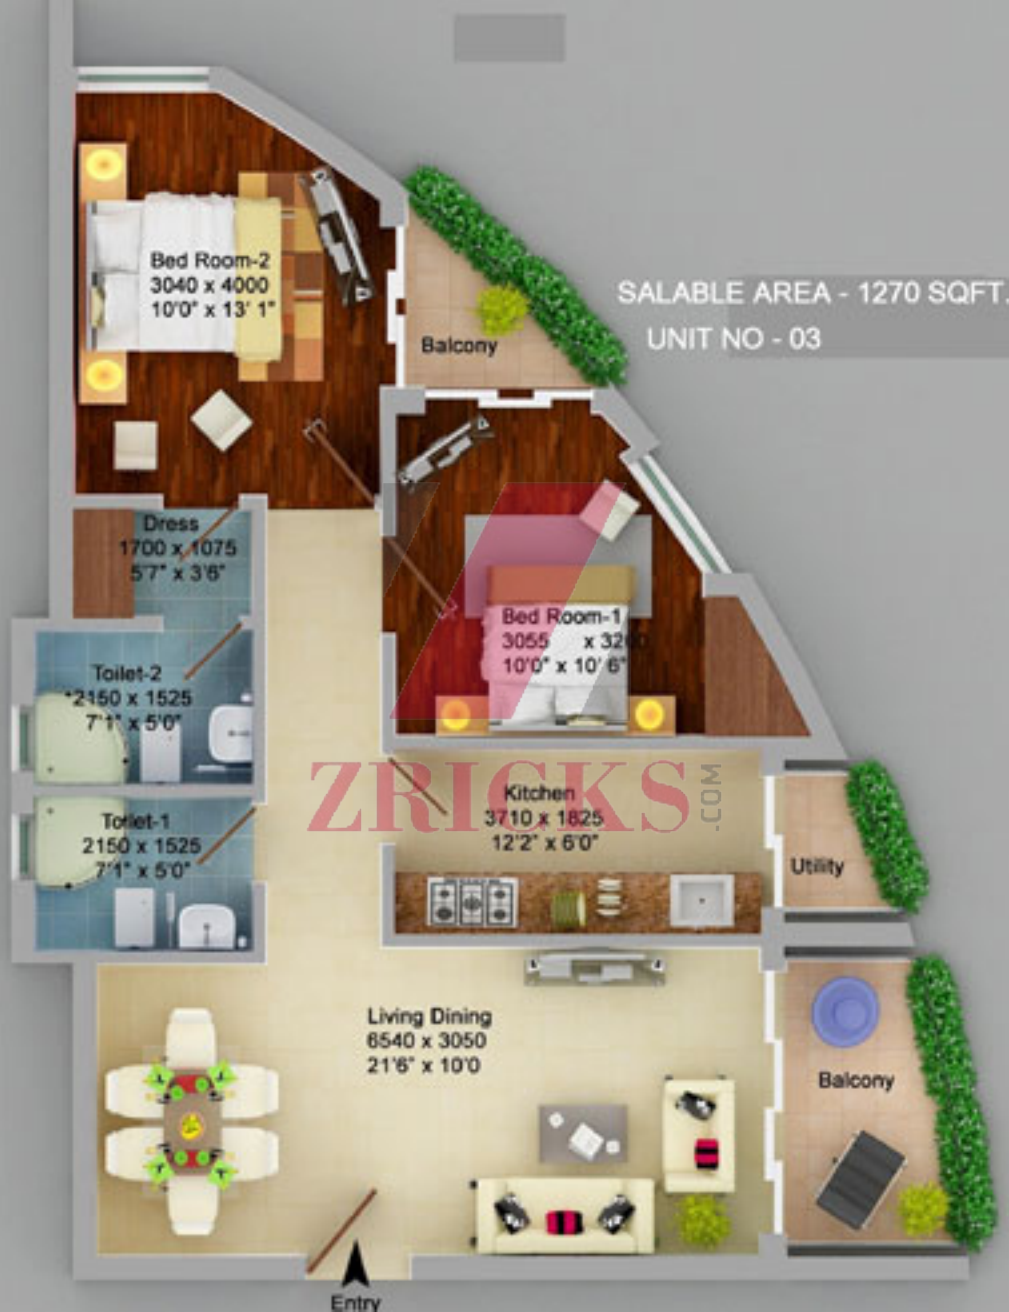 Bed Room-2
3040 x 4000
10'0" x 13' 1"
SALABLE AREA - 1270 SQFT.
UNIT NO - 03
Balcony
Dress
1700 x 1075
5'7" x 3'6"
Bed Room-1
3055 x 3200
10'0" x 10' 6"
Toilet-2
2150 x 1525
7'1" x 5'0"
ZRICKS.COM
Kitchen
3710 x 1825
12'2" x 6'0"
Toilet-1
2150 x 1525
7'1" x 5'0"
Utility
Living Dining
6540 x 3050
21'6" x 10'0
Balcony
Entry